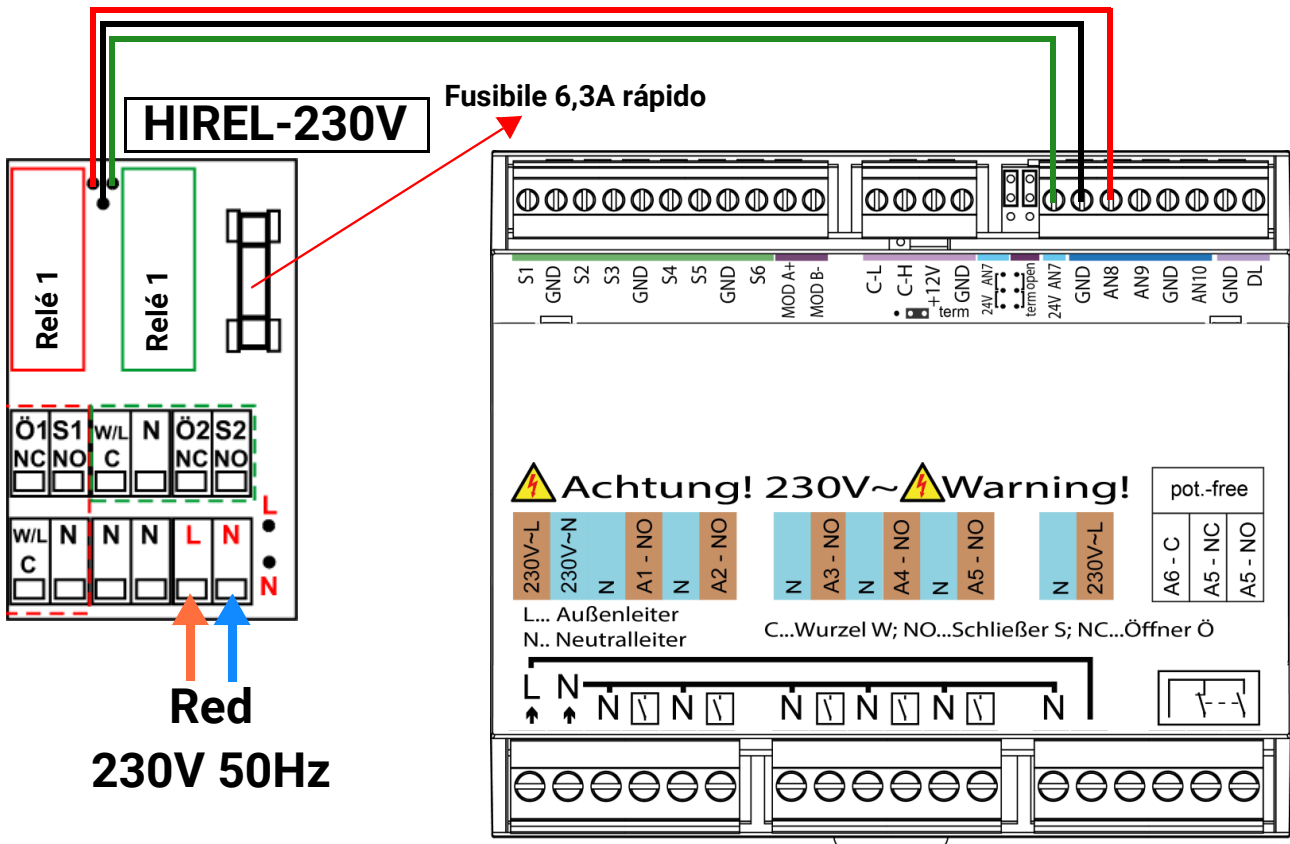 Fusibile 6,3A rápido
HIREL-230V
Relé 1
Relé 1
Ö1 S1 W/L N Ö2 S2
NC NO C NC NO
L
W/L N N N L N
C
N
Red
230V 50Hz
S1 GND S2 S3 GND S4 S5 GND S6 MOD A+ MOD B-
C-L C-H +12V GND
term
24V AN7
term open
24V AN7 GND AN8 AN9 GND AN10 GND DL
Achtung! 230V~ Warning!
pot.-free
230V~L 230V~N N A1 - NO N A2 - NO
N A3 - NO N A4 - NO N A5 - NO
N 230V~L
A6 - C A5 - NC A5 - NO
L... Außenleiter
N.. Neutralleiter
C...Wurzel W; NO...Schließer S; NC...Öffner Ö
L N N N N N N N